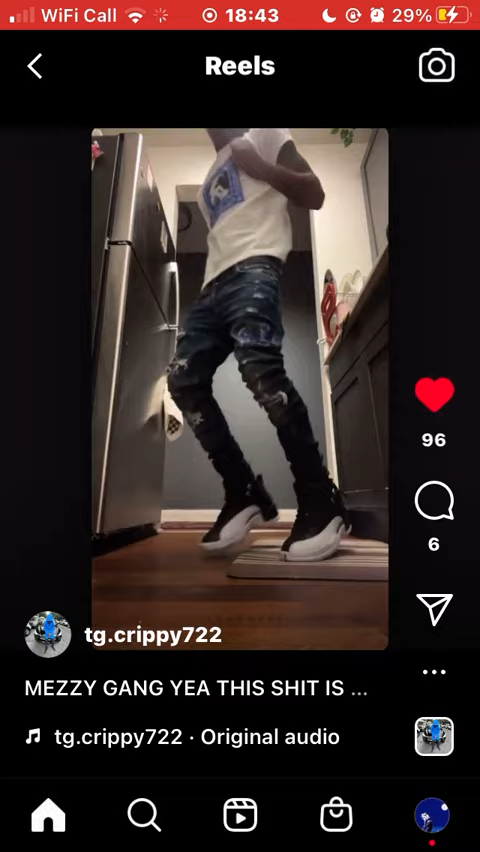 WiFi Call 18:43 29%
Reels
96
6
tg.crippy722
MEZZY GANG YEA THIS SHIT IS ...
tg.crippy722 · Original audio